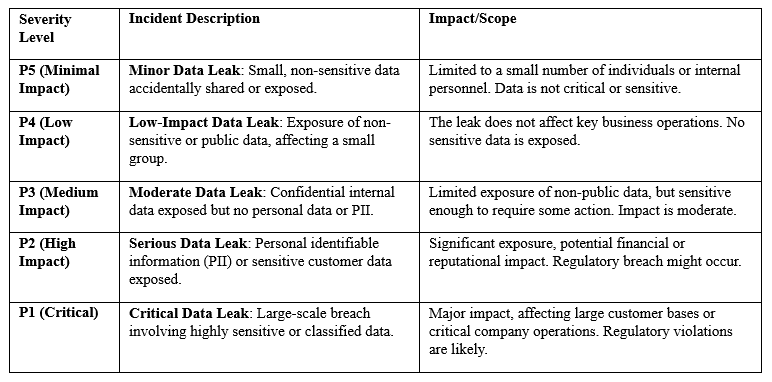 Severity Level
Incident Description
Impact/Scope
P5 (Minimal Impact)
Minor Data Leak: Small, non-sensitive data
accidentally shared or exposed.
Limited to a small number of individuals or internal
personnel. Data is not critical or sensitive.
P4 (Low
Impact)
Low-Impact Data Leak: Exposure of non-
sensitive or public data, affecting a small
group.
The leak does not affect key business operations. No
sensitive data is exposed.
P3 (Medium
Impact)
Moderate Data Leak: Confidential internal
data exposed but no personal data or PII.
Limited exposure of non-public data, but sensitive
enough to require some action. Impact is moderate.
P2 (High
Impact)
Serious Data Leak: Personal identifiable
information (PII) or sensitive customer data
exposed.
Significant exposure, potential financial or
reputational impact. Regulatory breach might occur.
P1 (Critical)
Critical Data Leak: Large-scale breach
involving highly sensitive or classified data.
Major impact, affecting large customer bases or
critical company operations. Regulatory violations
are likely.